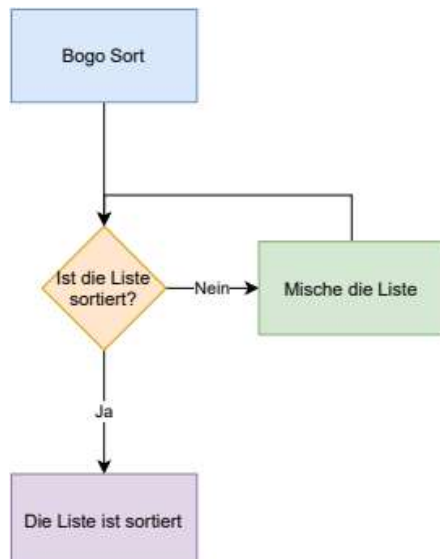 Bogo Sort
Ist die Liste
sortiert?
Nein
Mische die Liste
Ja
Die Liste ist sortiert